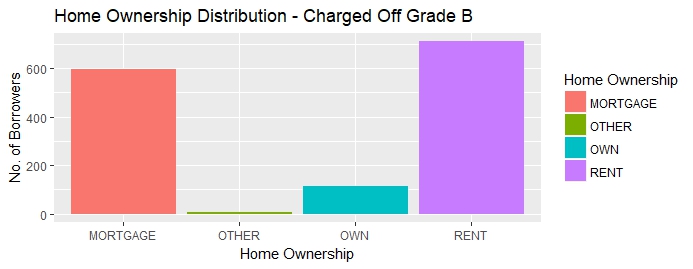 Home Ownership Distribution - Charged Off Grade B
No. of Borrowers
600
400
200
0
MORTGAGE OTHER OWN RENT
Home Ownership
Home Ownership
MORTGAGE
OTHER
OWN
RENT